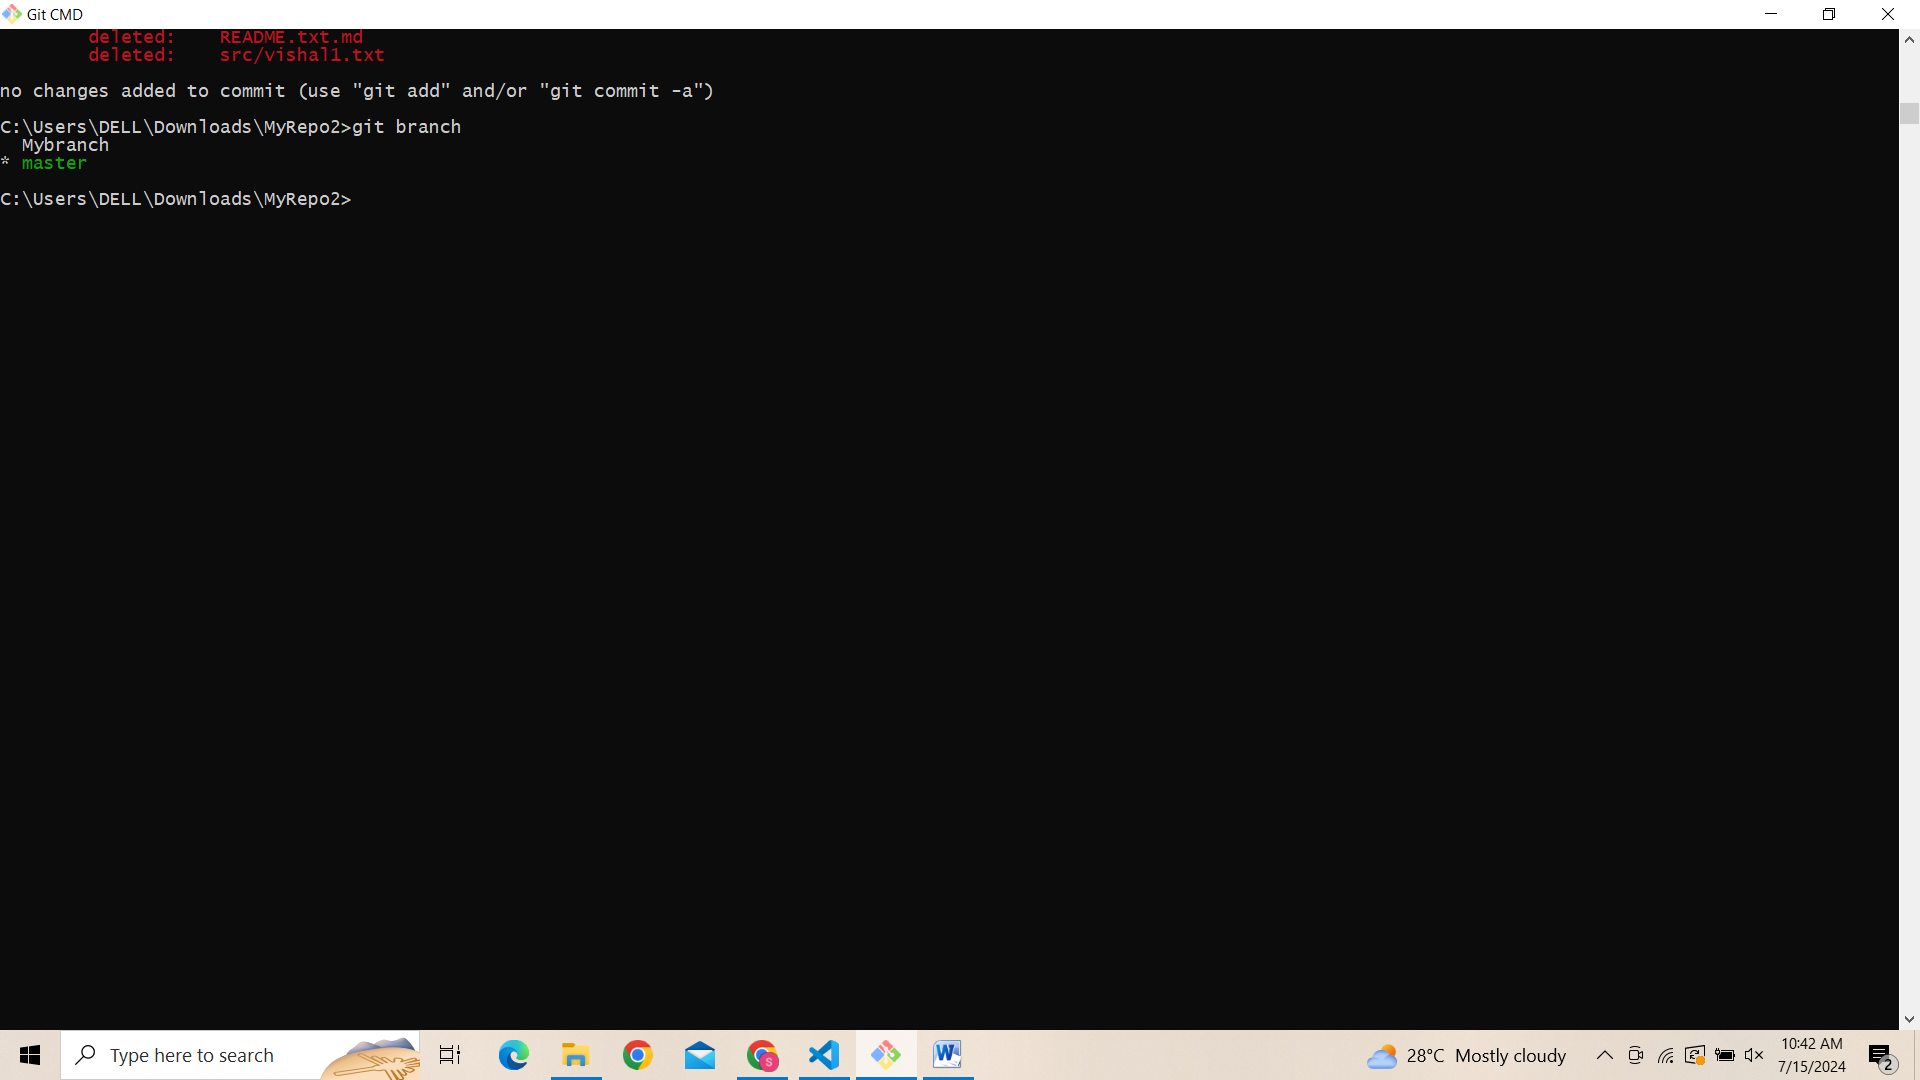 Git CMD
deleted:    README.txt.md
deleted:    src/vishal1.txt
no changes added to commit (use "git add" and/or "git commit -a")
C:\Users\DELL\Downloads\MyRepo2>git branch
  Mybranch
* master
C:\Users\DELL\Downloads\MyRepo2>
Type here to search
S
W
28°C Mostly cloudy
10:42 AM
7/15/2024
2